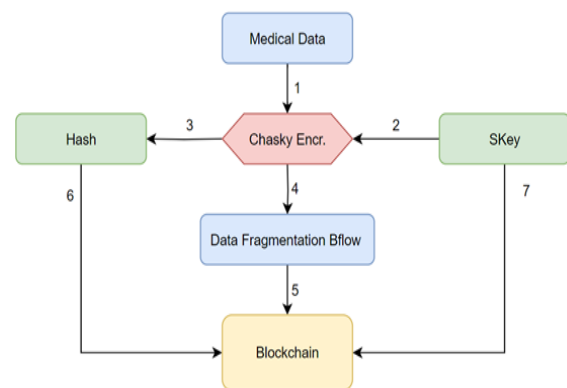 Medical Data
1
Hash
3
Chasky Encr.
2
SKey
4
6
7
Data Fragmentation Bflow
5
Blockchain